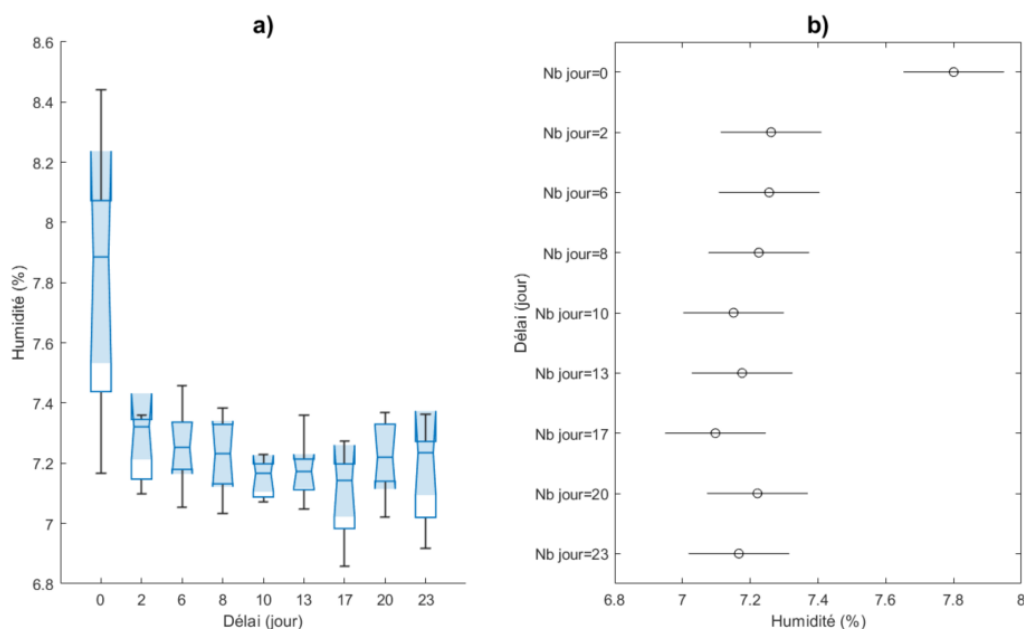 a)
8.6
8.4
8.2
8
7.8
7.6
7.4
7.2
7
6.8
Humidité (%)
0 2 6 8 10 13 17 20 23
Délai (jour)
b)
Nb jour=0
Nb jour=2
Nb jour=6
Nb jour=8
Nb jour=10
Nb jour=13
Nb jour=17
Nb jour=20
Nb jour=23
Délai (jour)
6.8 7 7.2 7.4 7.6 7.8 8
Humidité (%)